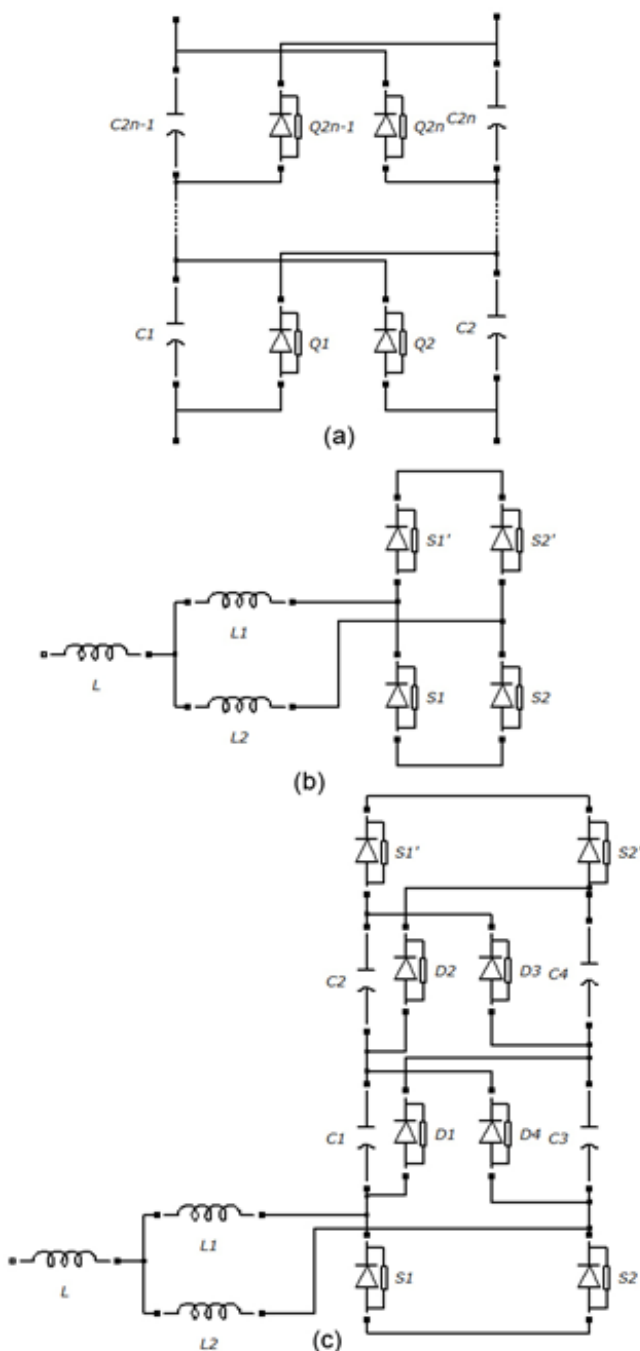 C2n-1 Q2n-1 Q2n C2n
C1 Q1 Q2 C2
(a)
S1' S2'
L1
L
S1 S2
L2
(b)
S1' S2'
C2 D2 D3 C4
C1 D1 D4 C3
L1
L
S1 S2
L2
(c)